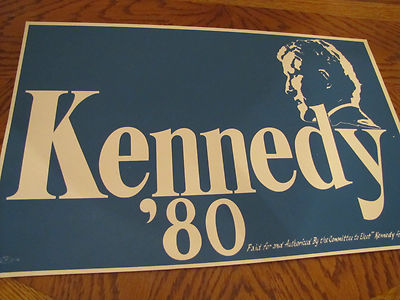 Kennedy
'80
Paid for and Authorized By the Committee to Elect Kennedy